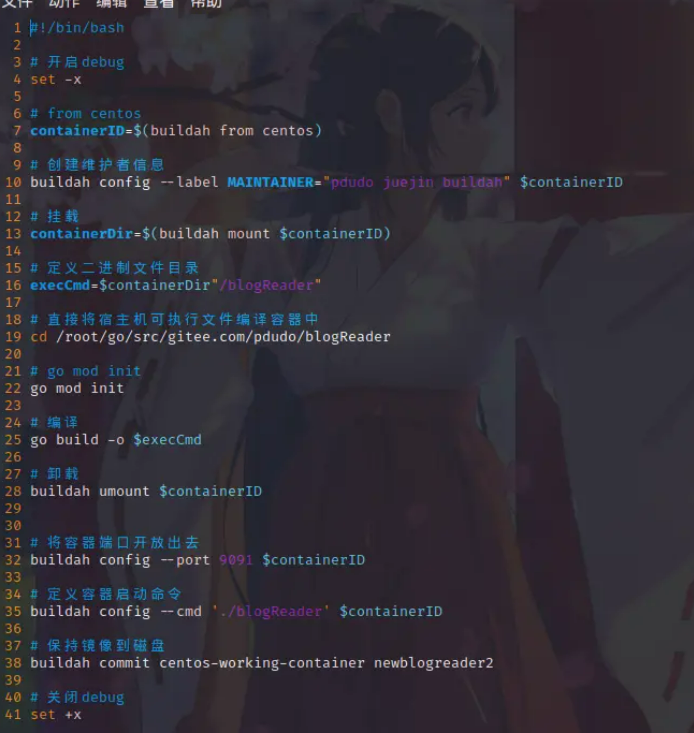 文件 动作 编辑 查看 帮助
1 #!/bin/bash
2
3 # 开启debug
4 set -x
5
6 # from centos
7 containerID=$(buildah from centos)
8
9 # 创建维护者信息
10 buildah config --label MAINTAINER="pdudo juejin buildah" $containerID
11
12 # 挂载
13 containerDir=$(buildah mount $containerID)
14
15 # 定义二进制文件目录
16 execCmd=$containerDir"/blogReader"
17
18 # 直接将宿主机可执行文件编译容器中
19 cd /root/go/src/gitee.com/pdudo/blogReader
20
21 # go mod init
22 go mod init
23
24 # 编译
25 go build -o $execCmd
26
27 # 卸载
28 buildah umount $containerID
29
30
31 # 将容器端口开放出去
32 buildah config --port 9091 $containerID
33
34 # 定义容器启动命令
35 buildah config --cmd './blogReader' $containerID
36
37 # 保持镜像到磁盘
38 buildah commit centos-working-container newblogreader2
39
40 # 关闭debug
41 set +x